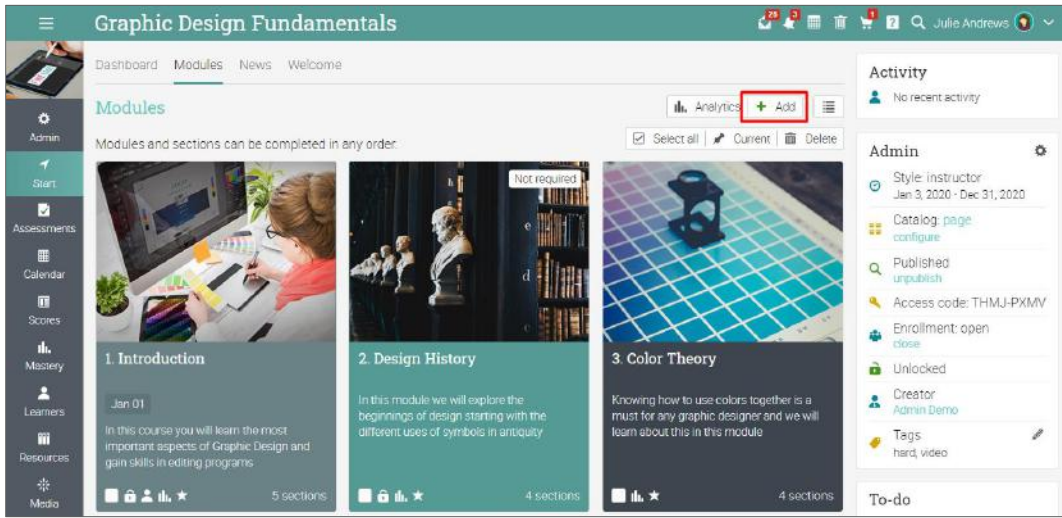 Graphic Design Fundamentals
25
3
1
Julie Andrews
Admin
Start
Assessments
Calendar
Scores
Mastery
Learners
Resources
Media
Dashboard Modules News Welcome
Modules
Analytics
Add
Modules and sections can be completed in any order.
Select all
Current
Delete
1. Introduction
Jan 01
In this course you will learn the most
important aspects of Graphic Design and
gain skills in editing programs
5 sections
Not required
2. Design History
In this module we will explore the
beginnings of design starting with the
different uses of symbols in antiquity
4 sections
3. Color Theory
Knowing how to use colors together is a
must for any graphic designer and we will
learn about this in this module
4 sections
Activity
No recent activity
Admin
Style: instructor
Jan 3, 2020 - Dec 31, 2020
Catalog: page
configure
Published
unpublish
Access code: THMJ-PXMV
Enrollment: open
close
Unlocked
Creator
Admin Demo
Tags
hard, video
To-do